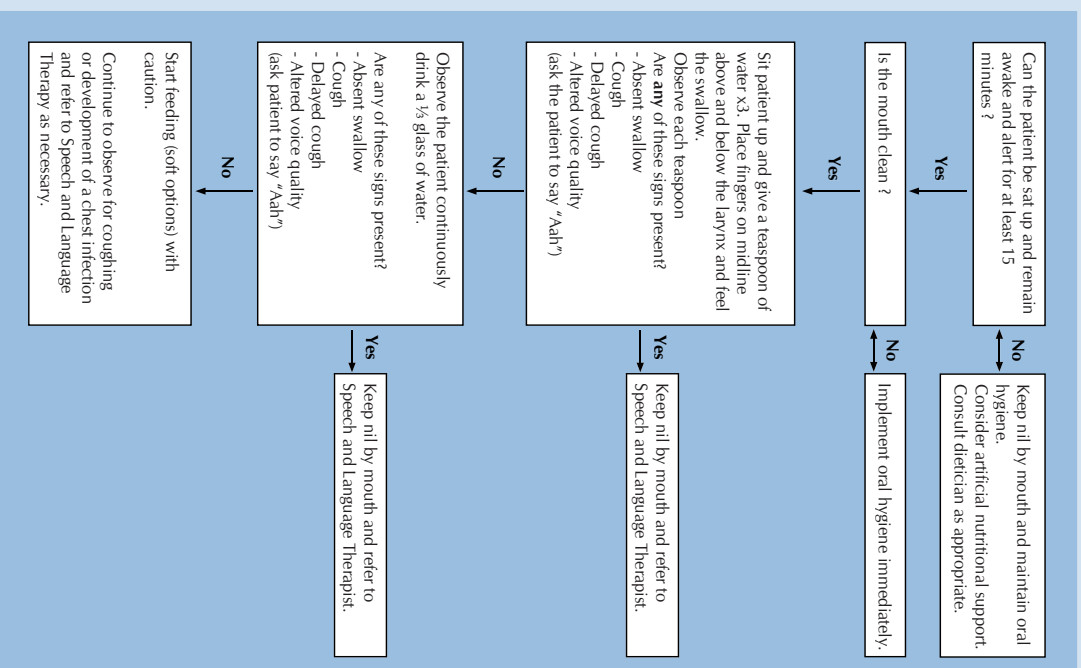 Can the patient be sat up and remain
awake and alert for at least 15
minutes ?
No
Keep nil by mouth and maintain oral
hygiene.
Consider artificial nutritional support.
Consult dietician as appropriate.
Yes
Is the mouth clean ?
No
Implement oral hygiene immediately.
Yes
Sit patient up and give a teaspoon of
water x3. Place fingers on midline
above and below the larynx and feel
the swallow.
Observe each teaspoon
Are any of these signs present?
- Absent swallow
- Cough
- Delayed cough
- Altered voice quality
(ask the patient to say "Aah")
Yes
Keep nil by mouth and refer to
Speech and Language Therapist.
No
Observe the patient continuously
drink a ⅓ glass of water.
Are any of these signs present?
- Absent swallow
- Cough
- Delayed cough
- Altered voice quality
(ask patient to say "Aah")
Yes
Keep nil by mouth and refer to
Speech and Language Therapist.
No
Start feeding (soft options) with
caution.
Continue to observe for coughing
or development of a chest infection
and refer to Speech and Language
Therapy as necessary.